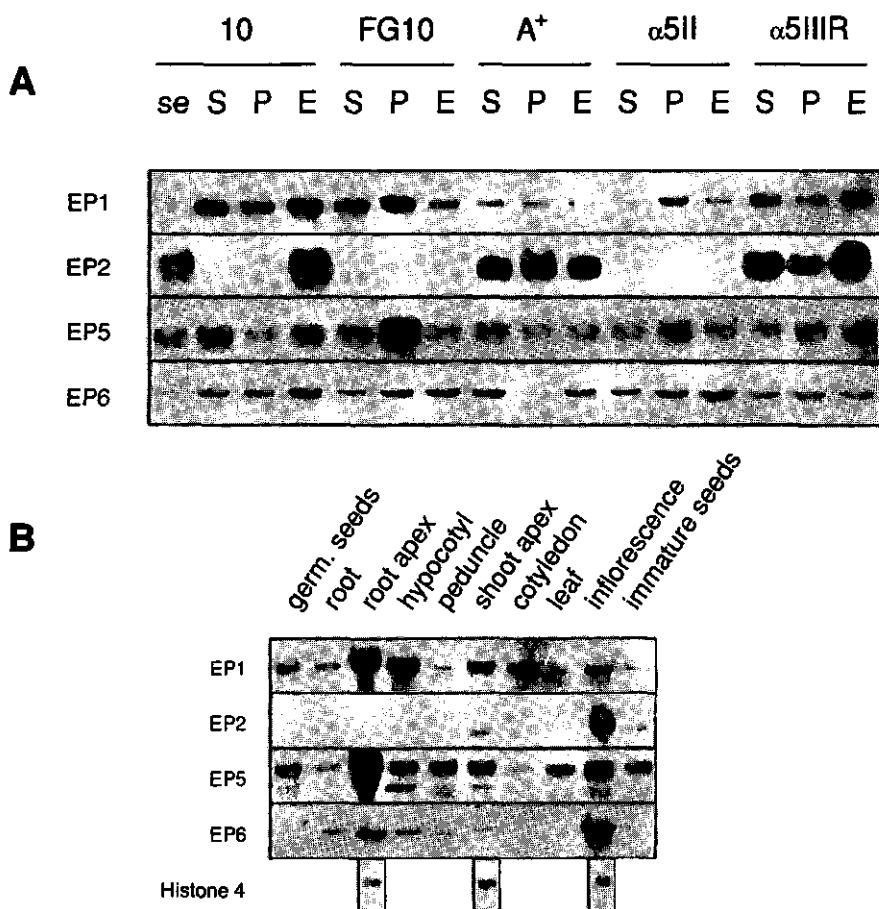 10 FG10 A⁺ α5II α5IIIR
A
se S P E S P E S P E S P E S P E
EP1
EP2
EP5
EP6
B
germ. seeds root root apex hypocotyl peduncle shoot apex cotyledon leaf inflorescence immature seeds
EP1
EP2
EP5
EP6
Histone 4